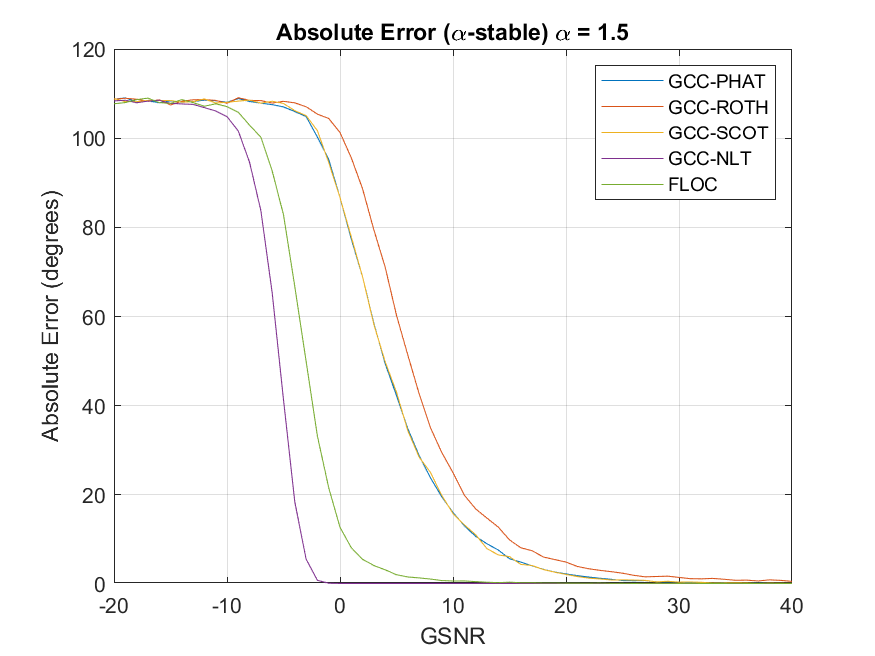 Absolute Error (α-stable) α = 1.5
120
100
80
60
40
20
0
Absolute Error (degrees)
-20
-10
0
10
20
30
40
GSNR
GCC-PHAT
GCC-ROTH
GCC-SCOT
GCC-NLT
FLOC